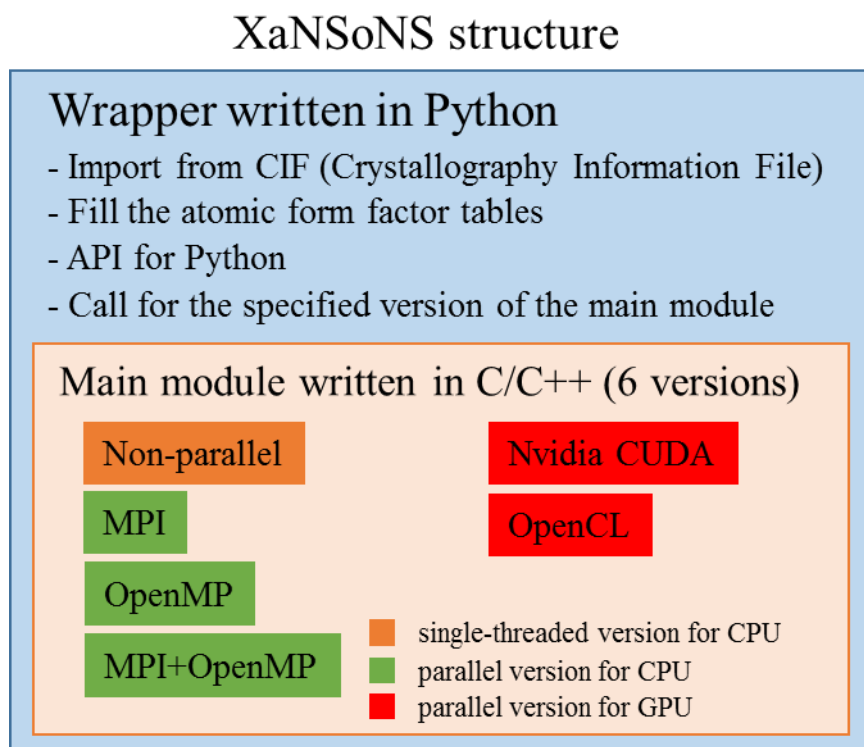 XaNSoNS structure
Wrapper written in Python
- Import from CIF (Crystallography Information File)
- Fill the atomic form factor tables
- API for Python
- Call for the specified version of the main module
Main module written in C/C++ (6 versions)
Non-parallel
MPI
OpenMP
MPI+OpenMP
Nvidia CUDA
OpenCL
single-threaded version for CPU
parallel version for CPU
parallel version for GPU